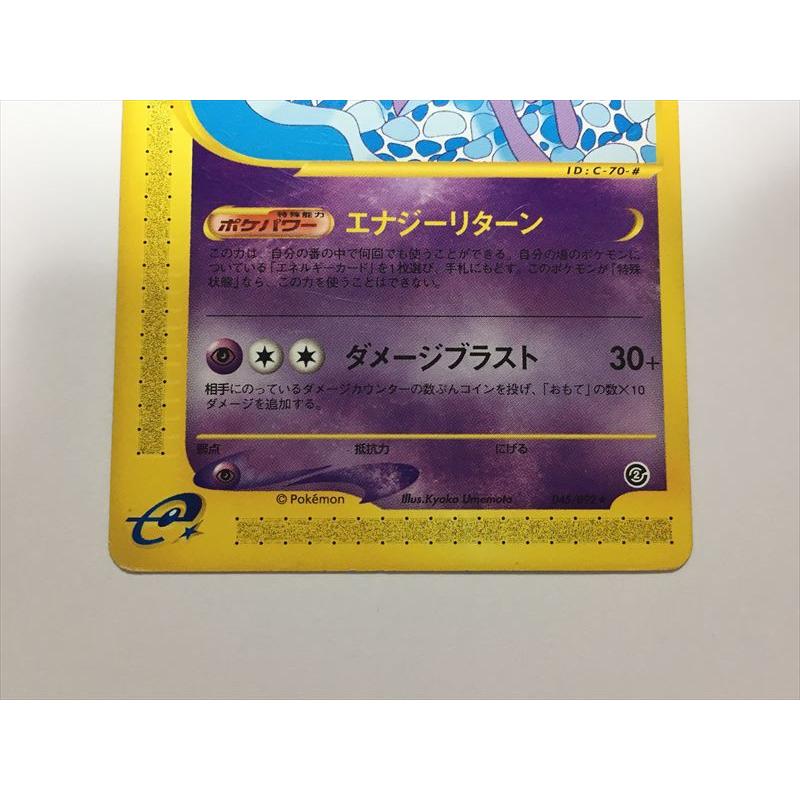 ID : C-70-#
特殊能力
ポケパワー エナジーリターン
この力は、自分の番の中で何回でも使うことができる。自分の場のポケモンに
ついている「エネルギーカード」を1枚選び、手札にもどす。このポケモンが「特殊
状態」なら、この力を使うことはできない。
ダメージブラスト 30+
相手にのっているダメージカウンターの数ぶんコインを投げ、「おもて」の数×10
ダメージを追加する。
弱点 抵抗力 にげる
© Pokémon Illus.Kyoko Umemoto 045/092 ★
e
2